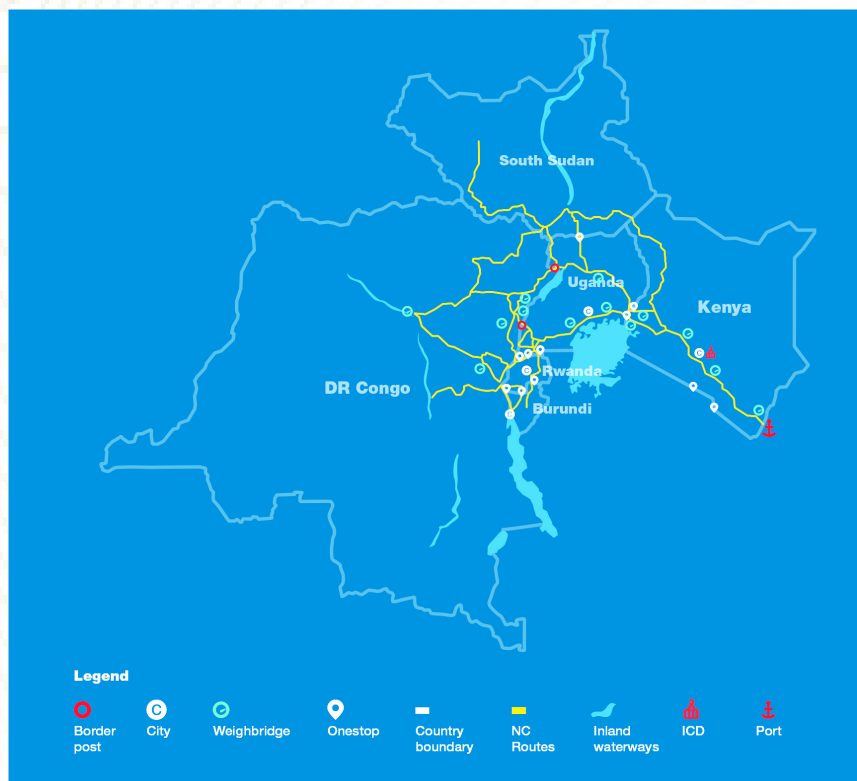 South Sudan
Uganda
Kenya
Rwanda
DR Congo
Burundi
Legend
Border
post
C
City
Weighbridge
Onestop
Country
boundary
NC
Routes
Inland
waterways
ICD
Port